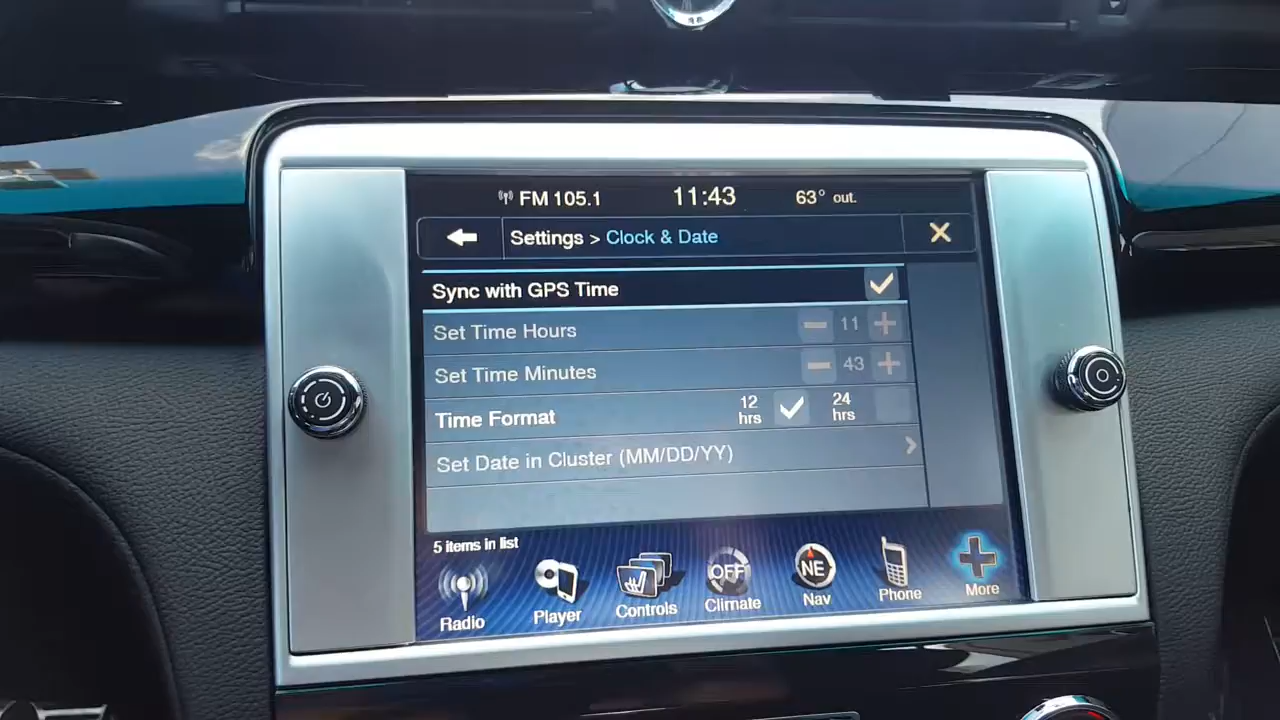 FM 105.1 11:43 63° out.
Settings > Clock & Date
Sync with GPS Time
Set Time Hours 11
Set Time Minutes 43
Time Format 12 hrs 24 hrs
Set Date in Cluster (MM/DD/YY)
5 items in list
Radio Player Controls OFF Climate NE Nav Phone More